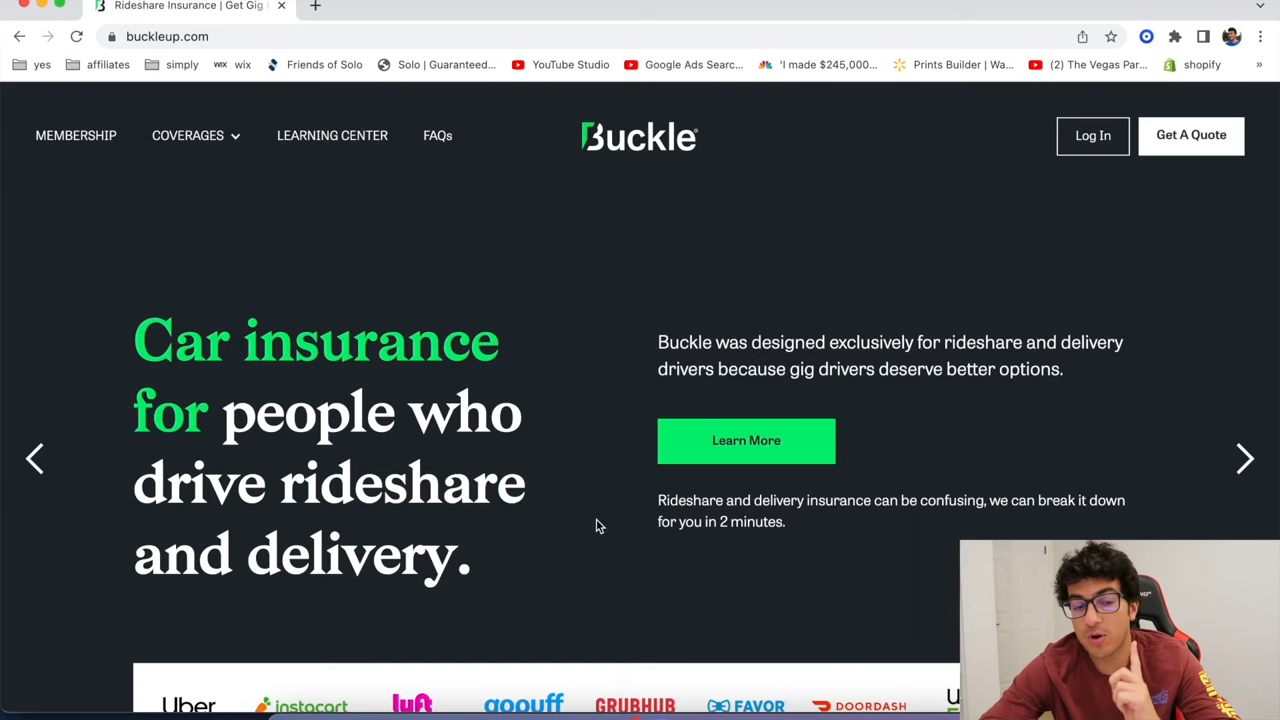 Rideshare Insurance | Get Gig
buckleup.com
yes
affiliates
simply
wix
Friends of Solo
Solo | Guaranteed...
YouTube Studio
Google Ads Searc...
'I made $245,000...
Prints Builder | Wa...
(2) The Vegas Par...
shopify
»
MEMBERSHIP
COVERAGES
LEARNING CENTER
FAQs
Buckle
Log In
Get A Quote
Car insurance
for people who
drive rideshare
and delivery.
Buckle was designed exclusively for rideshare and delivery
drivers because gig drivers deserve better options.
Learn More
Rideshare and delivery insurance can be confusing, we can break it down
for you in 2 minutes.
Uber
instacart
lyft
gopuff
GRUBHUB
FAVOR
DOORDASH